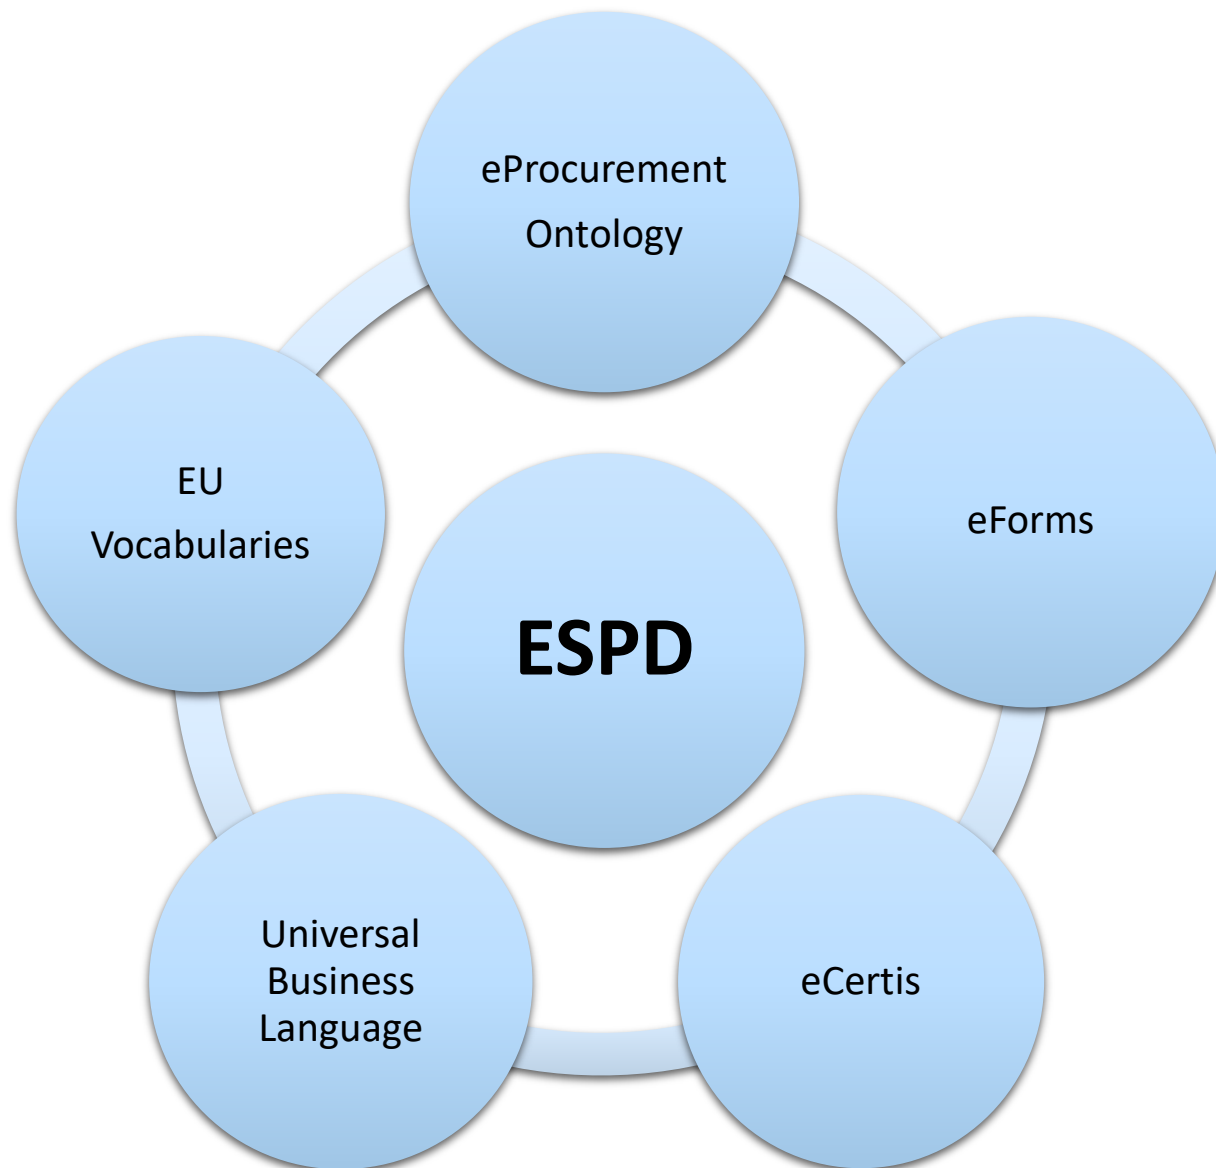 eProcurement
Ontology
EU
Vocabularies
eForms
ESPD
Universal
Business
Language
eCertis